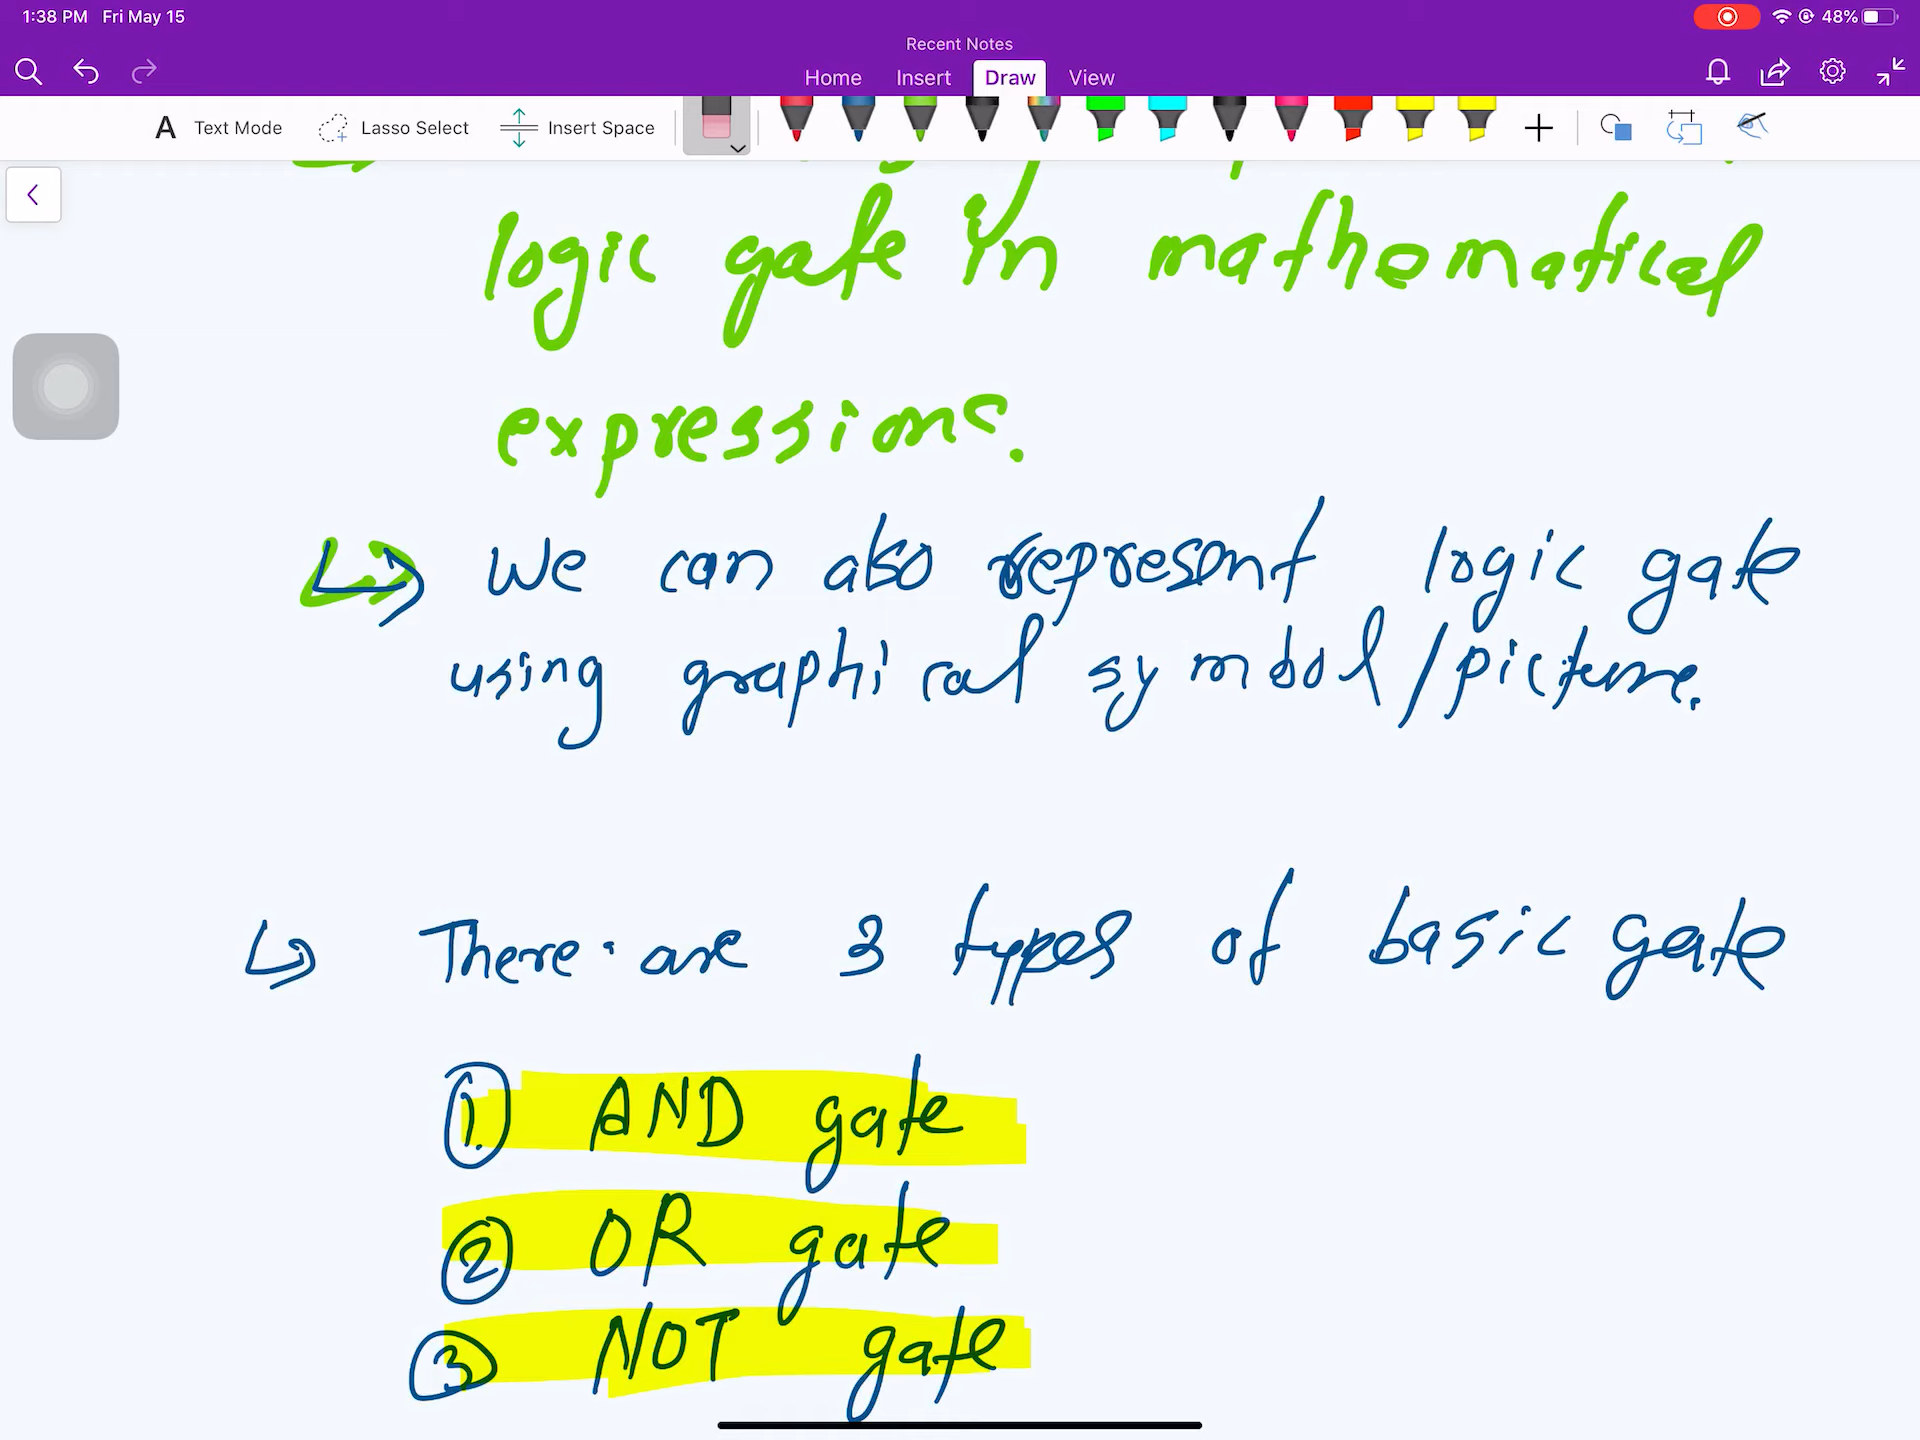 1:38 PM Fri May 15
48%
Recent Notes
Home Insert Draw View
A Text Mode Lasso Select Insert Space
logic gate in mathematical
expressions.
We can also represent logic gate
using graphical symbol/picture.
There are 3 types of basic gate
1. AND gate
2 OR gate
3 NOT gate